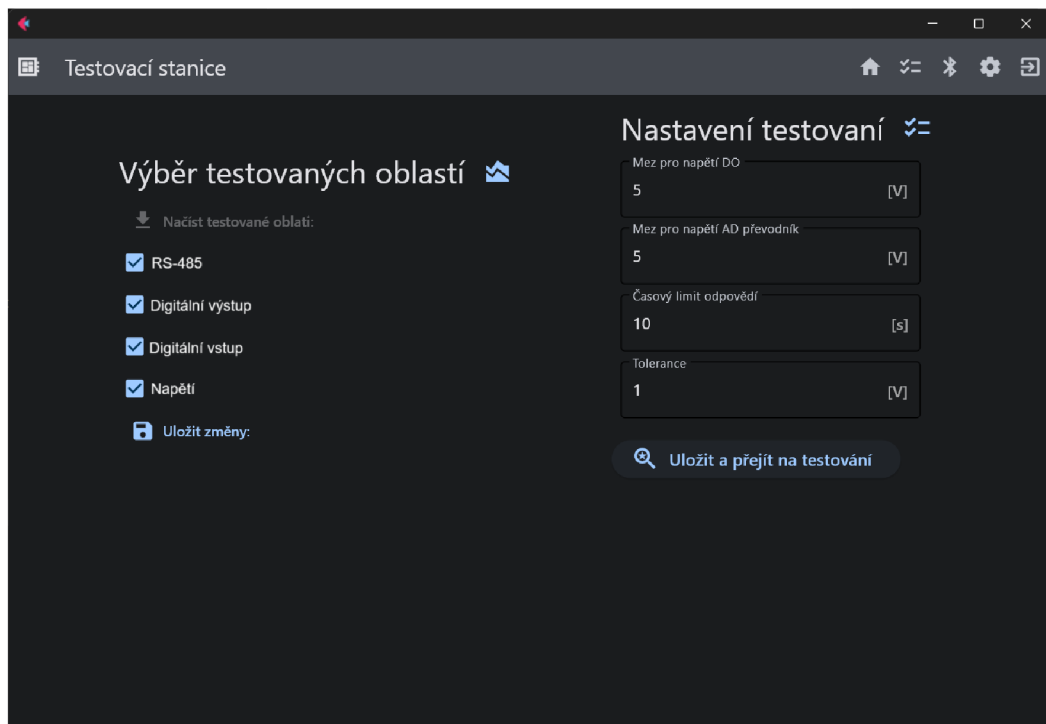 Testovací stanice
Výběr testovaných oblastí
Načíst testované oblati:
RS-485
Digitální výstup
Digitální vstup
Napětí
Uložit změny:
Nastavení testovaní
Mez pro napětí DO
5 [V]
Mez pro napětí AD převodník
5 [V]
Časový limit odpovědí
10 [s]
Tolerance
1 [V]
Uložit a přejít na testování